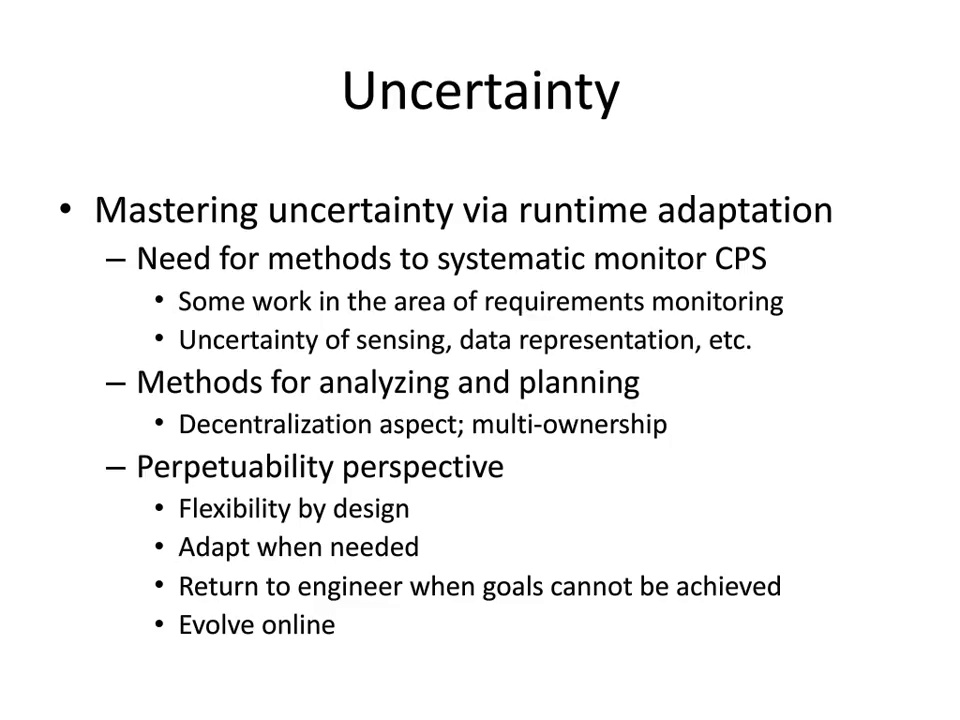 Uncertainty
• Mastering uncertainty via runtime adaptation
– Need for methods to systematic monitor CPS
• Some work in the area of requirements monitoring
• Uncertainty of sensing, data representation, etc.
– Methods for analyzing and planning
• Decentralization aspect; multi-ownership
– Perpetuability perspective
• Flexibility by design
• Adapt when needed
• Return to engineer when goals cannot be achieved
• Evolve online